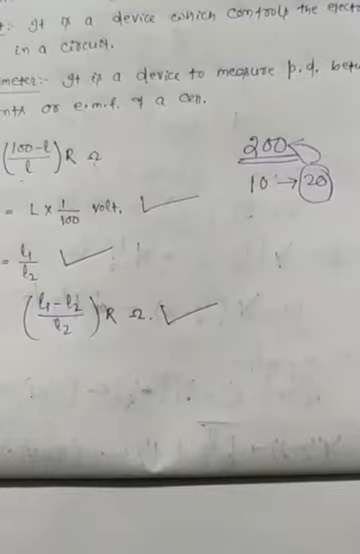 :- It is a device which controls the
in a circuit.
meter:- It is a device to measure p.d. betw
nts or e.m.f. of a cell.
(100-l / l) R Ω
200
10 → 20
= L × 1/100 volt.
= l₁/l₂
(l₁-l₂ / l₂) R Ω.